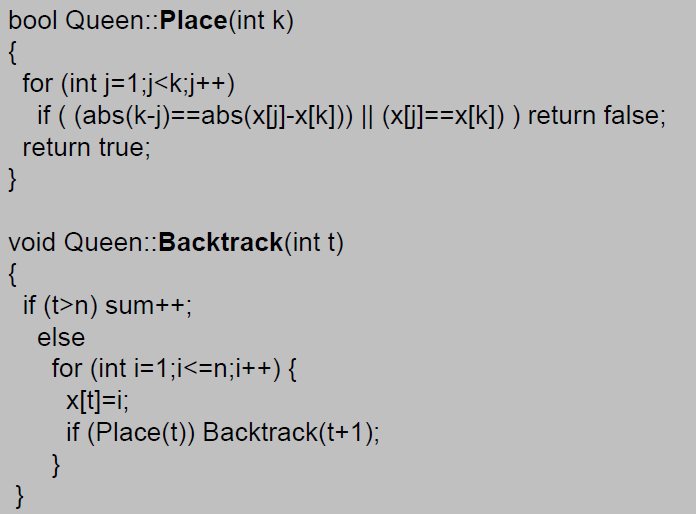 bool Queen::Place(int k)
{
for (int j=1;j<k;j++)
if ( (abs(k-j)==abs(x[j]-x[k])) || (x[j]==x[k]) ) return false;
return true;
}
void Queen::Backtrack(int t)
{
if (t>n) sum++;
else
for (int i=1;i<=n;i++) {
x[t]=i;
if (Place(t)) Backtrack(t+1);
}
}